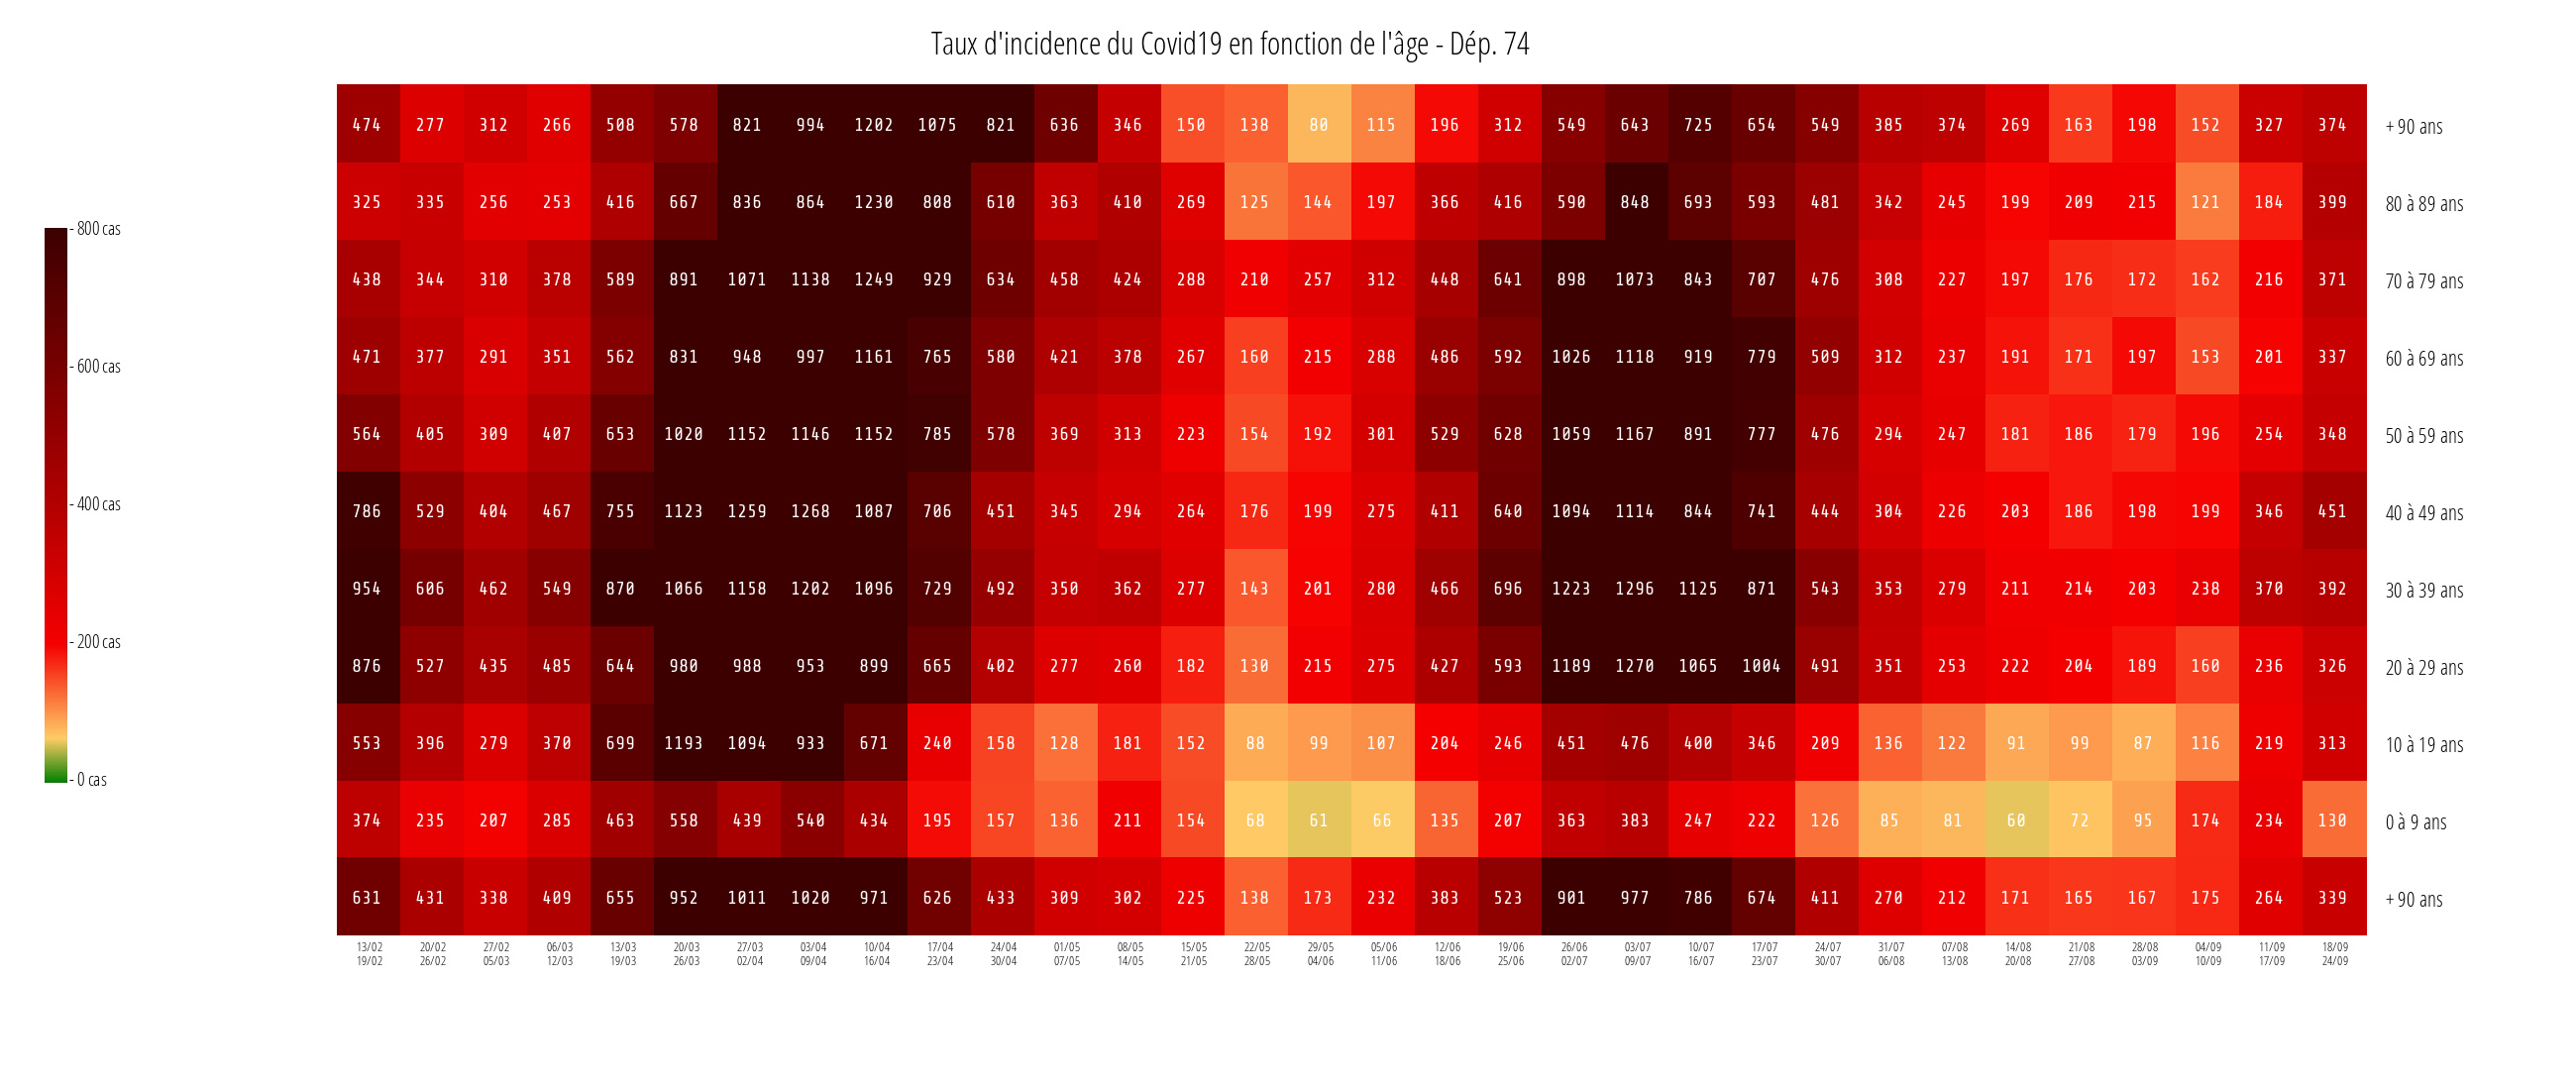 Taux d'incidence du Covid19 en fonction de l'âge - Dép. 74
- 800 cas
- 600 cas
- 400 cas
- 200 cas
- 0 cas
474 277 312 266 508 578 821 994 1202 1075 821 636 346 150 138 80 115 196 312 549 643 725 654 549 385 374 269 163 198 152 327 374 + 90 ans
325 335 256 253 416 667 836 864 1230 808 610 363 410 269 125 144 197 366 416 590 848 693 593 481 342 245 199 209 215 121 184 399 80 à 89 ans
438 344 310 378 589 891 1071 1138 1249 929 634 458 424 288 210 257 312 448 641 898 1073 843 707 476 308 227 197 176 172 162 216 371 70 à 79 ans
471 377 291 351 562 831 948 997 1161 765 580 421 378 267 160 215 288 486 592 1026 1118 919 779 509 312 237 191 171 197 153 201 337 60 à 69 ans
564 405 309 407 653 1020 1152 1146 1152 785 578 369 313 223 154 192 301 529 628 1059 1167 891 777 476 294 247 181 186 179 196 254 348 50 à 59 ans
786 529 404 467 755 1123 1259 1268 1087 706 451 345 294 264 176 199 275 411 640 1094 1114 844 741 444 304 226 203 186 198 199 346 451 40 à 49 ans
954 606 462 549 870 1066 1158 1202 1096 729 492 350 362 277 143 201 280 466 696 1223 1296 1125 871 543 353 279 211 214 203 238 370 392 30 à 39 ans
876 527 435 485 644 980 988 953 899 665 402 277 260 182 130 215 275 427 593 1189 1270 1065 1004 491 351 253 222 204 189 160 236 326 20 à 29 ans
553 396 279 370 699 1193 1094 933 671 240 158 128 181 152 88 99 107 204 246 451 476 400 346 209 136 122 91 99 87 116 219 313 10 à 19 ans
374 235 207 285 463 558 439 540 434 195 157 136 211 154 68 61 66 135 207 363 383 247 222 126 85 81 60 72 95 174 234 130 0 à 9 ans
631 431 338 409 655 952 1011 1020 971 626 433 309 302 225 138 173 232 383 523 901 977 786 674 411 270 212 171 165 167 175 264 339 + 90 ans
13/02 20/02 27/02 06/03 13/03 20/03 27/03 03/04 10/04 17/04 24/04 01/05 08/05 15/05 22/05 29/05 05/06 12/06 19/06 26/06 03/07 10/07 17/07 24/07 31/07 07/08 14/08 21/08 28/08 04/09 11/09 18/09
19/02 26/02 05/03 12/03 19/03 26/03 02/04 09/04 16/04 23/04 30/04 07/05 14/05 21/05 28/05 04/06 11/06 18/06 25/06 02/07 09/07 16/07 23/07 30/07 06/08 13/08 20/08 27/08 03/09 10/09 17/09 24/09